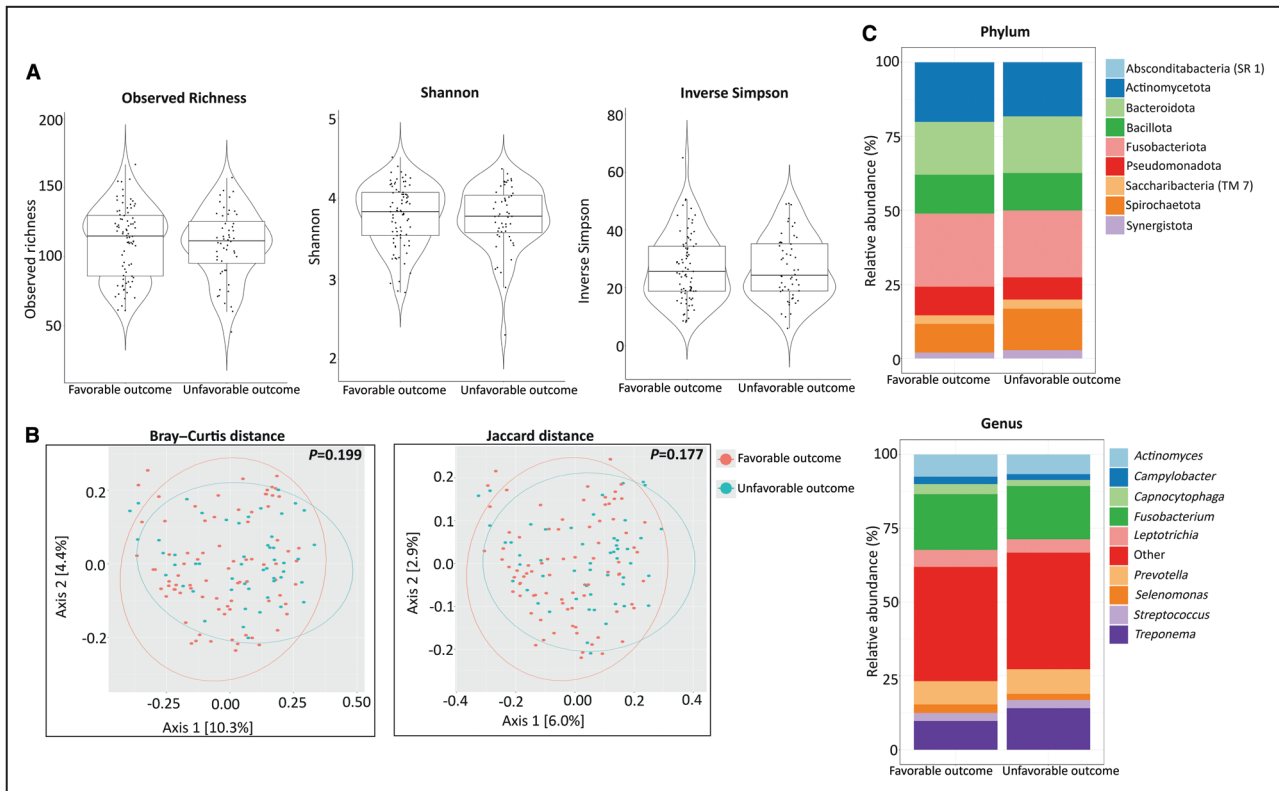 A
Observed Richness
Observed richness
200
150
100
50
Favorable outcome
Unfavorable outcome
Shannon
Shannon
5
4
3
2
Favorable outcome
Unfavorable outcome
Inverse Simpson
Inverse Simpson
80
60
40
20
0
Favorable outcome
Unfavorable outcome
B
Bray–Curtis distance
P=0.199
Axis 2 [4.4%]
0.2
0.0
-0.2
-0.25
0.00
0.25
0.50
Axis 1 [10.3%]
Jaccard distance
P=0.177
Axis 2 [2.9%]
0.2
0.1
0.0
-0.1
-0.2
-0.4
-0.2
0.00
0.2
0.4
Axis 1 [6.0%]
Favorable outcome
Unfavorable outcome
C
Phylum
Relative abundance (%)
100
75
50
25
0
Favorable outcome
Unfavorable outcome
Absconditabacteria (SR 1)
Actinomycetota
Bacteroidota
Bacillota
Fusobacteriota
Pseudomonadota
Saccharibacteria (TM 7)
Spirochaetota
Synergistota
Genus
Relative abundance (%)
100
75
50
25
0
Favorable outcome
Unfavorable outcome
Actinomyces
Campylobacter
Capnocytophaga
Fusobacterium
Leptotrichia
Other
Prevotella
Selenomonas
Streptococcus
Treponema